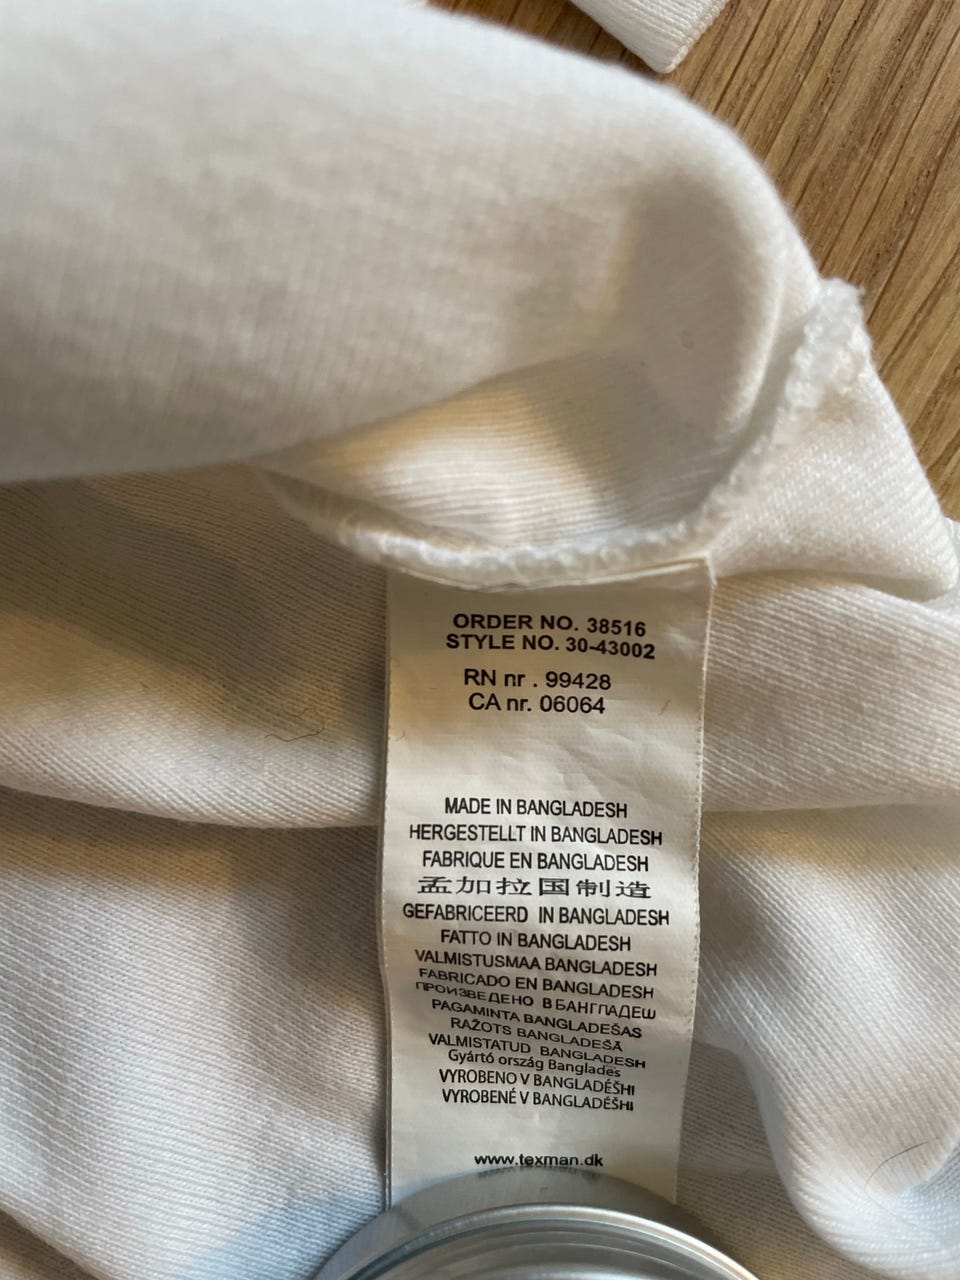 ORDER NO. 38516
STYLE NO. 30-43002
RN nr . 99428
CA nr. 06064
MADE IN BANGLADESH
HERGESTELLT IN BANGLADESH
FABRIQUE EN BANGLADESH
孟加拉国制造
GEFABRICEERD IN BANGLADESH
FATTO IN BANGLADESH
VALMISTUSMAA BANGLADESH
FABRICADO EN BANGLADESH
ПРОИЗВЕДЕНО В БАНГЛАДЕШ
PAGAMINTA BANGLADEŠAS
RAŽOTS BANGLADEŠĀ
VALMISTATUD BANGLADESH
Gyártó ország Banglades
VYROBENO V BANGLADÉŠHI
VYROBENÉ V BANGLADÉŠHI
www.texman.dk